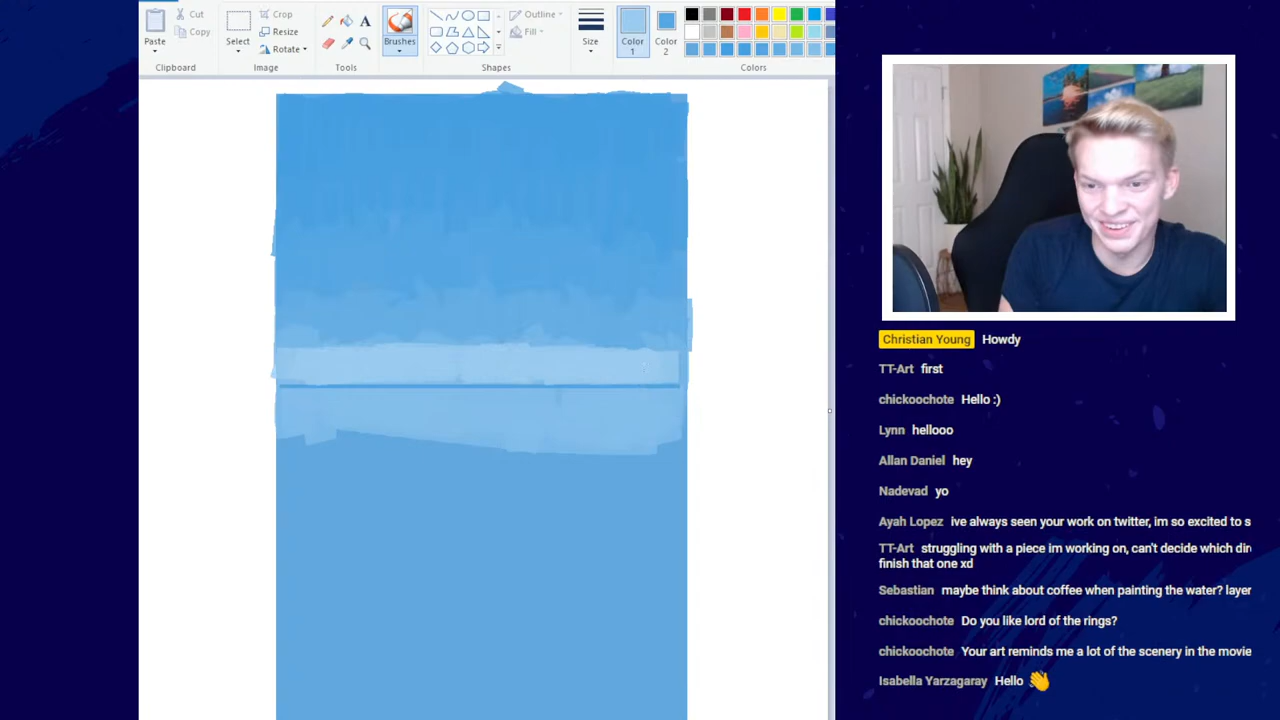 Paste
Cut
Copy
Clipboard
Select
Crop
Resize
Rotate
Image
A
Tools
Brushes
Outline
Fill
Shapes
Size
Color
1
Color
2
Colors
Christian Young Howdy
TT-Art first
chickoochote Hello :)
Lynn hellooo
Allan Daniel hey
Nadevad yo
Ayah Lopez ive always seen your work on twitter, im so excited to s
TT-Art struggling with a piece im working on, can't decide which
finish that one xd
Sebastian maybe think about coffee when painting the water? layer
chickoochote Do you like lord of the rings?
chickoochote Your art reminds me a lot of the scenery in the movie
Isabella Yarzagaray Hello 👋